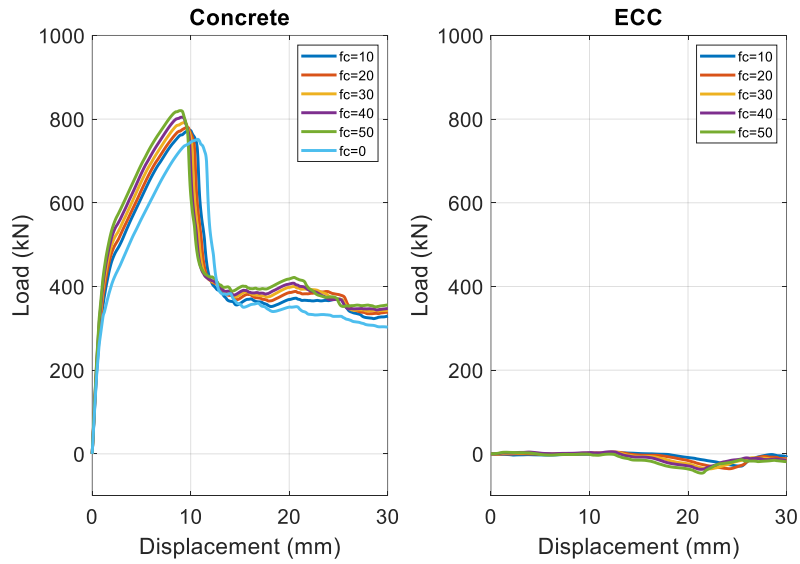 Concrete
1000
800
600
400
200
0
0
10
20
30
Load (kN)
Displacement (mm)
fc=10
fc=20
fc=30
fc=40
fc=50
fc=0
ECC
1000
800
600
400
200
0
0
10
20
30
Load (kN)
Displacement (mm)
fc=10
fc=20
fc=30
fc=40
fc=50